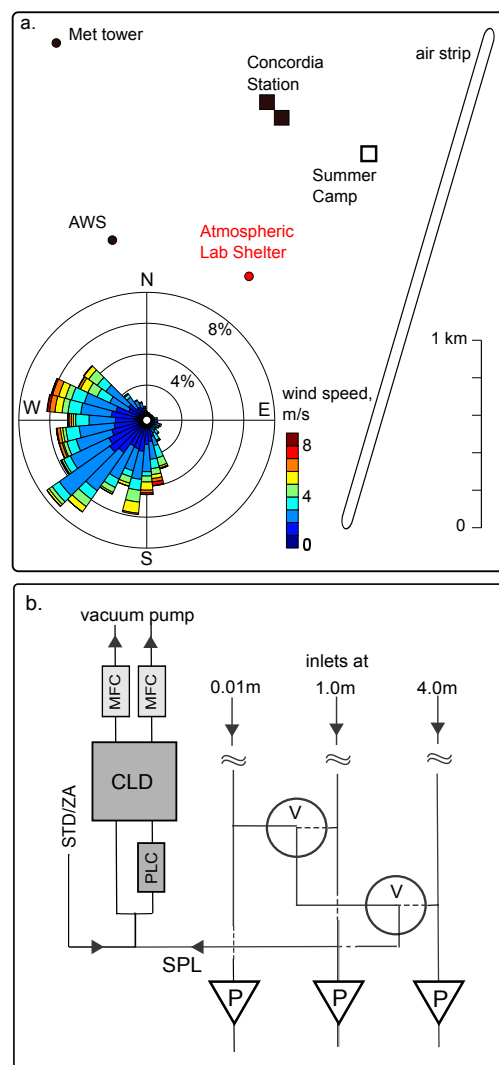 a.
Met tower
air strip
Concordia
Station
Summer
Camp
AWS
Atmospheric
Lab Shelter
N
8%
4%
W
E
S
wind speed,
m/s
8
4
0
1 km
0
b.
vacuum pump
inlets at
0.01m
1.0m
4.0m
MFC
MFC
CLD
V
STD/ZA
PLC
V
SPL
P
P
P